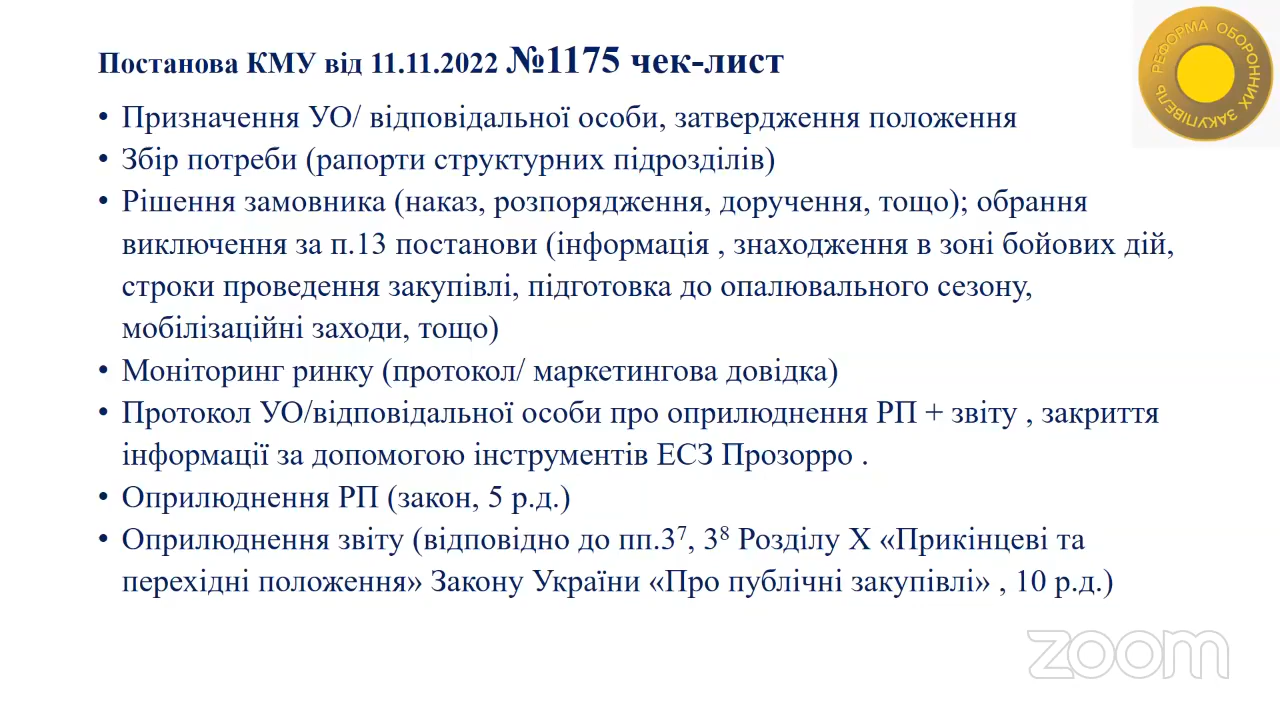 Постанова КМУ від 11.11.2022 №1175 чек-лист
РЕФОРМА ОБОРОННИХ ЗАКУПІВЕЛЬ
• Призначення УО/ відповідальної особи, затвердження положення
• Збір потреби (рапорти структурних підрозділів)
• Рішення замовника (наказ, розпорядження, доручення, тощо); обрання
виключення за п.13 постанови (інформація , знаходження в зоні бойових дій,
строки проведення закупівлі, підготовка до опалювального сезону,
мобілізаційні заходи, тощо)
• Моніторинг ринку (протокол/ маркетингова довідка)
• Протокол УО/відповідальної особи про оприлюднення РП + звіту , закриття
інформації за допомогою інструментів ЕСЗ Прозорро .
• Оприлюднення РП (закон, 5 р.д.)
• Оприлюднення звіту (відповідно до пп.3⁷, 3⁸ Розділу X «Прикінцеві та
перехідні положення» Закону України «Про публічні закупівлі» , 10 р.д.)
zoom